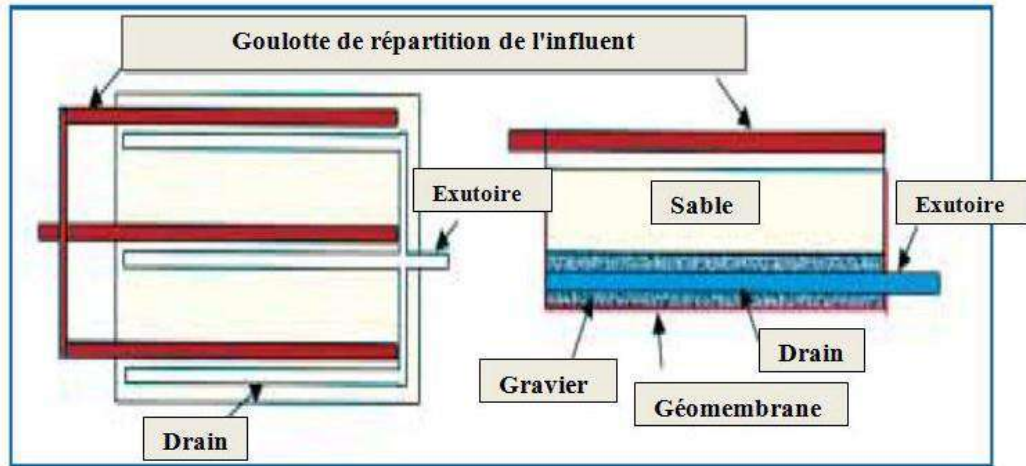 Goulotte de répartition de l'influent
Exutoire
Drain
Sable
Exutoire
Gravier
Géomembrane
Drain